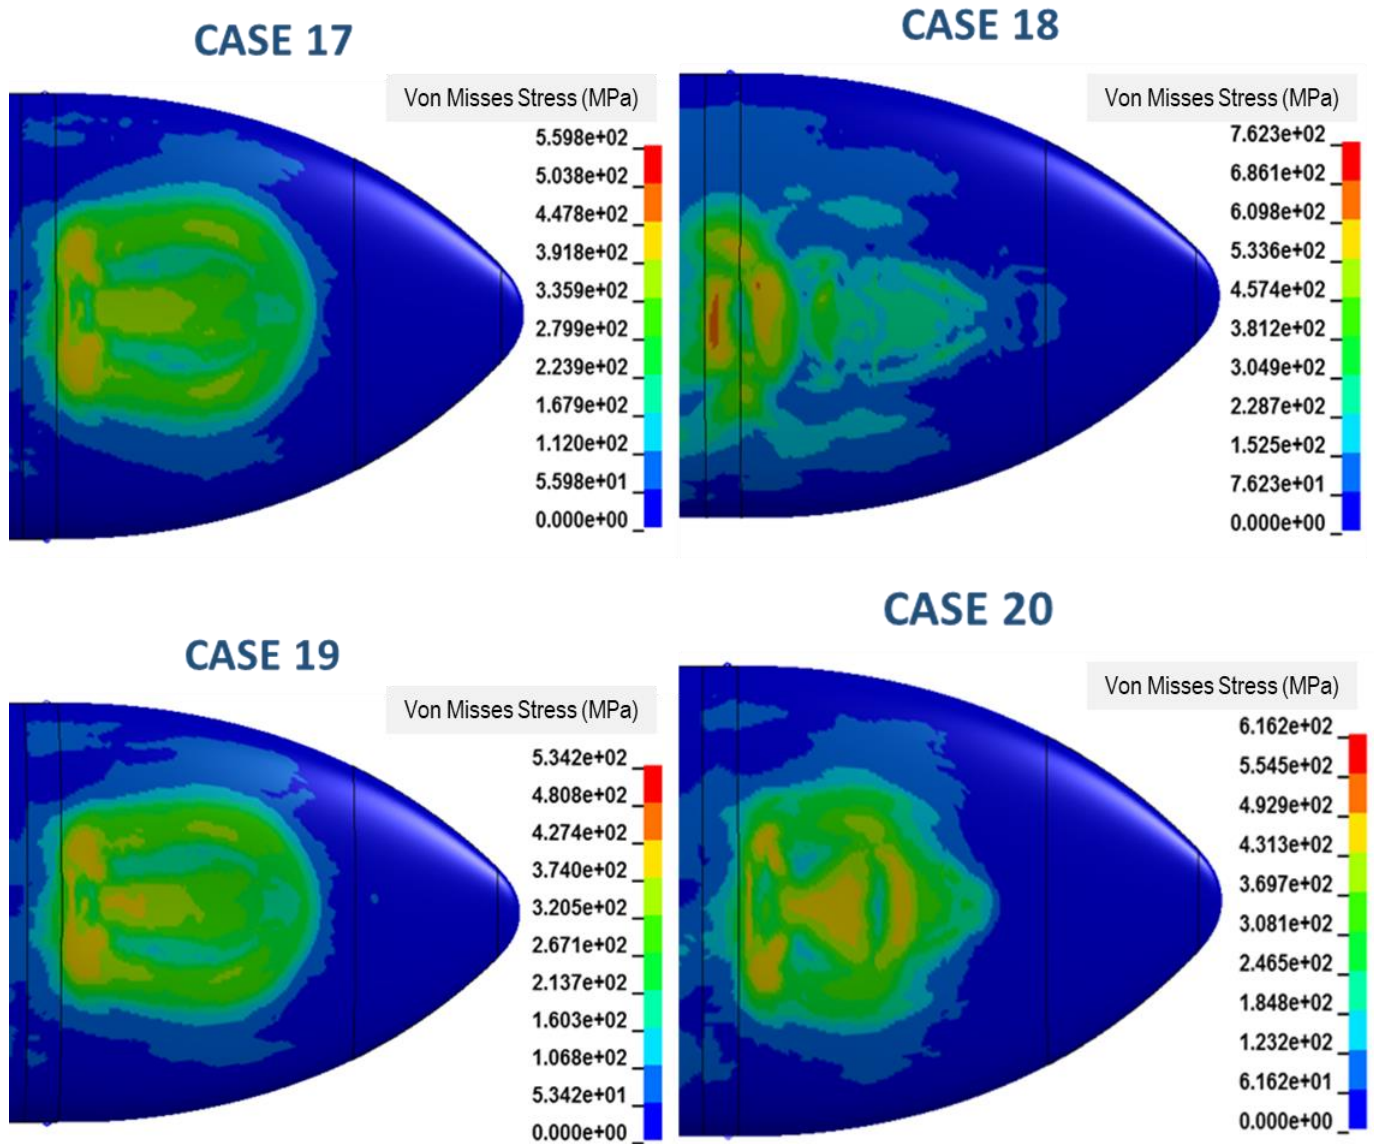 CASE 17
Von Misses Stress (MPa)
5.598e+02
5.038e+02
4.478e+02
3.918e+02
3.359e+02
2.799e+02
2.239e+02
1.679e+02
1.120e+02
5.598e+01
0.000e+00
CASE 18
Von Misses Stress (MPa)
7.623e+02
6.861e+02
6.098e+02
5.336e+02
4.574e+02
3.812e+02
3.049e+02
2.287e+02
1.525e+02
7.623e+01
0.000e+00
CASE 19
Von Misses Stress (MPa)
5.342e+02
4.808e+02
4.274e+02
3.740e+02
3.205e+02
2.671e+02
2.137e+02
1.603e+02
1.068e+02
5.342e+01
0.000e+00
CASE 20
Von Misses Stress (MPa)
6.162e+02
5.545e+02
4.929e+02
4.313e+02
3.697e+02
3.081e+02
2.465e+02
1.848e+02
1.232e+02
6.162e+01
0.000e+00